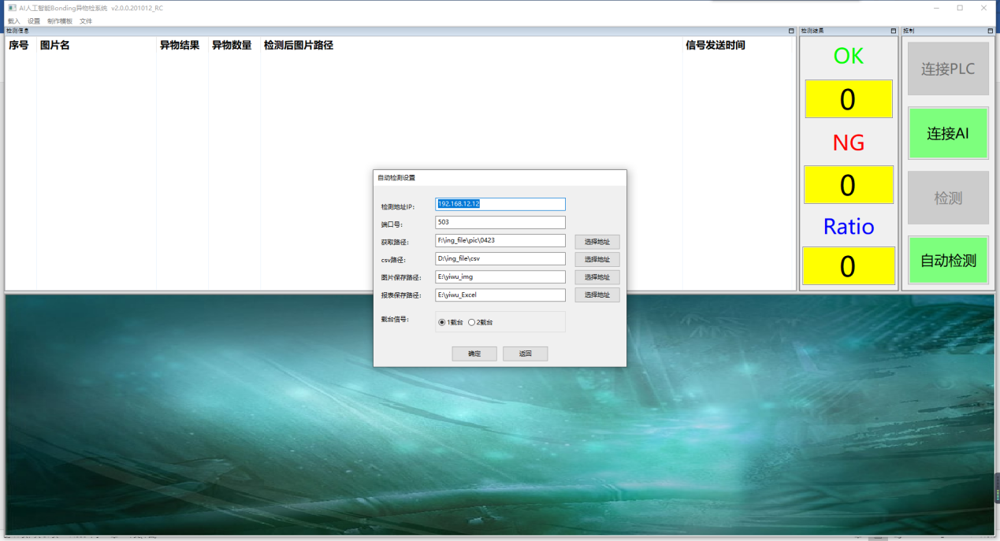 AI人工智能Bonding异物检系统 v2.0.0.201012_RC
载入 设置 制作模板 文件
检测信息
序号 图片名 异物结果 异物数量 检测后图片路径 信号发送时间
检测结果
OK
0
NG
0
Ratio
0
控制
连接PLC
连接AI
检测
自动检测
自动检测设置
检测地址IP: 192.168.12.12
端口号: 503
获取路径: F:\ing_file\pic\0423 选择地址
csv路径: D:\ing_file\csv 选择地址
图片保存路径: E:\yiwu_img 选择地址
报表保存路径: E:\yiwu_Excel 选择地址
载台信号: 1载台 2载台
确定 返回